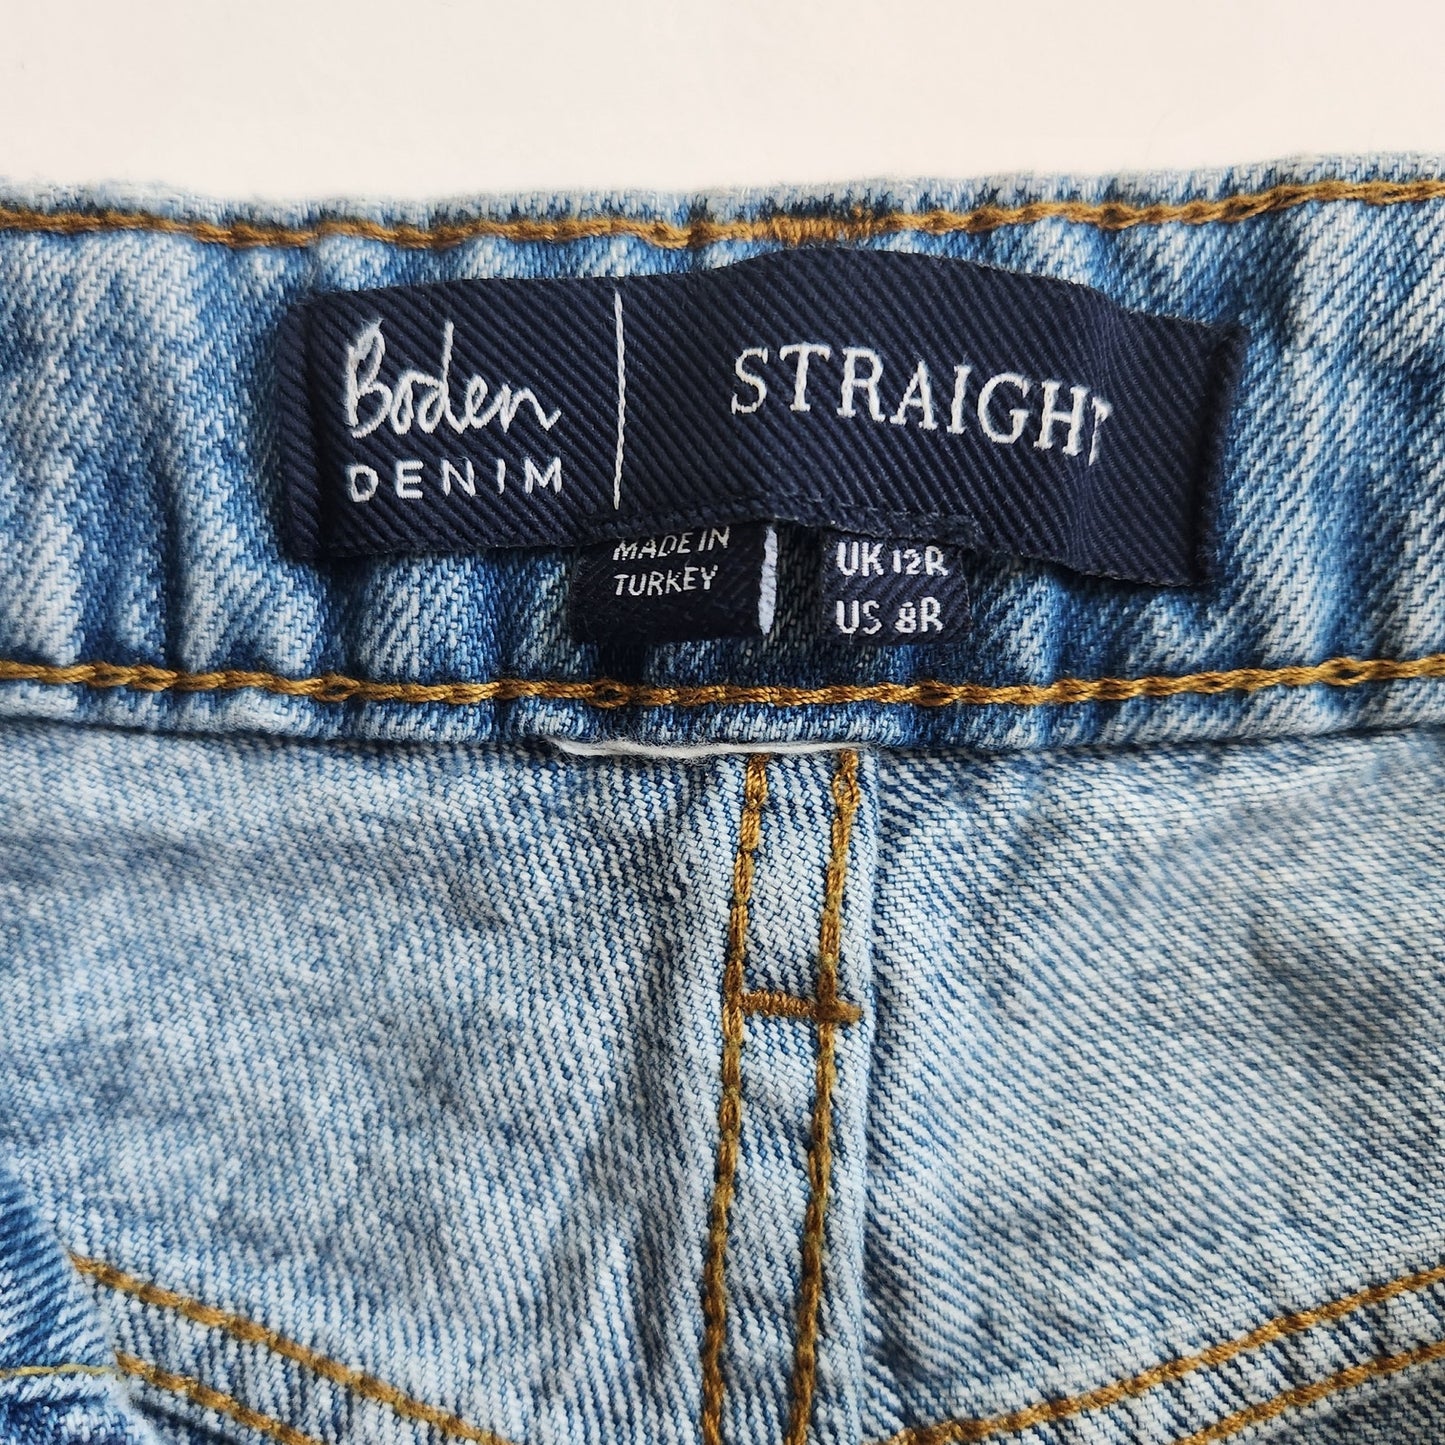 Boden
DENIM
STRAIGHT
MADE IN
TURKEY
UK 12R
US 8R